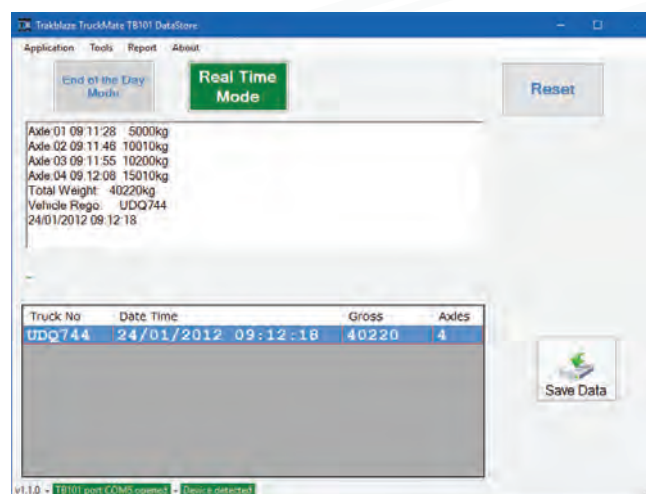 Trakblaze TruckMate TB101 DataStore
Application Tools Report About
End of the Day
Mode
Real Time
Mode
Reset
Axle:01 09:11:28 5000kg
Axle:02 09:11:46 10010kg
Axle:03 09:11:55 10200kg
Axle:04 09:12:08 15010kg
Total Weight: 40220kg
Vehicle Rego: UDQ744
24/01/2012 09:12:18
Truck No Date Time Gross Axles
UDQ744 24/01/2012 09:12:18 40220 4
Save Data
v1.1.0 - TB101 port COM5 opened - Device detected